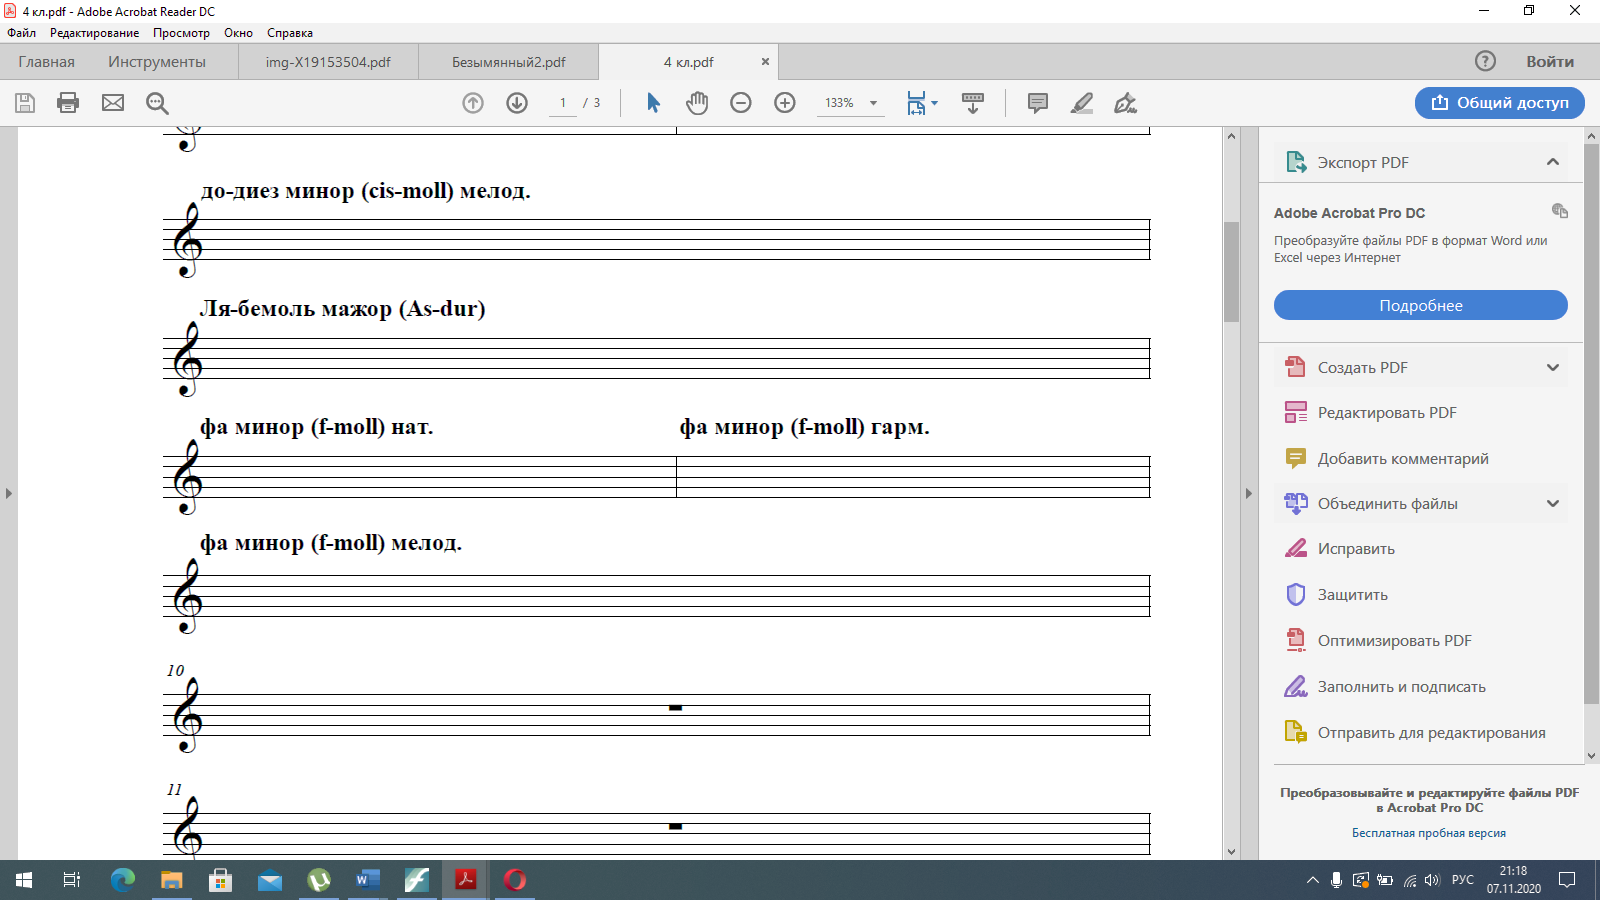 4 кл.pdf - Adobe Acrobat Reader DC
Файл Редактирование Просмотр Окно Справка
Главная Инструменты img-X19153504.pdf Безымянный2.pdf 4 кл.pdf Войти
1 / 3 133% Общий доступ
до-диез минор (cis-moll) мелод.
Ля-бемоль мажор (As-dur)
фа минор (f-moll) нат. фа минор (f-moll) гарм.
фа минор (f-moll) мелод.
10
11
Экспорт PDF
Adobe Acrobat Pro DC
Преобразуйте файлы PDF в формат Word или
Excel через Интернет
Подробнее
Создать PDF
Редактировать PDF
Добавить комментарий
Объединить файлы
Исправить
Защитить
Оптимизировать PDF
Заполнить и подписать
Отправить для редактирования
Преобразовывайте и редактируйте файлы PDF
в Acrobat Pro DC
Бесплатная пробная версия
РУС
21:18
07.11.2020